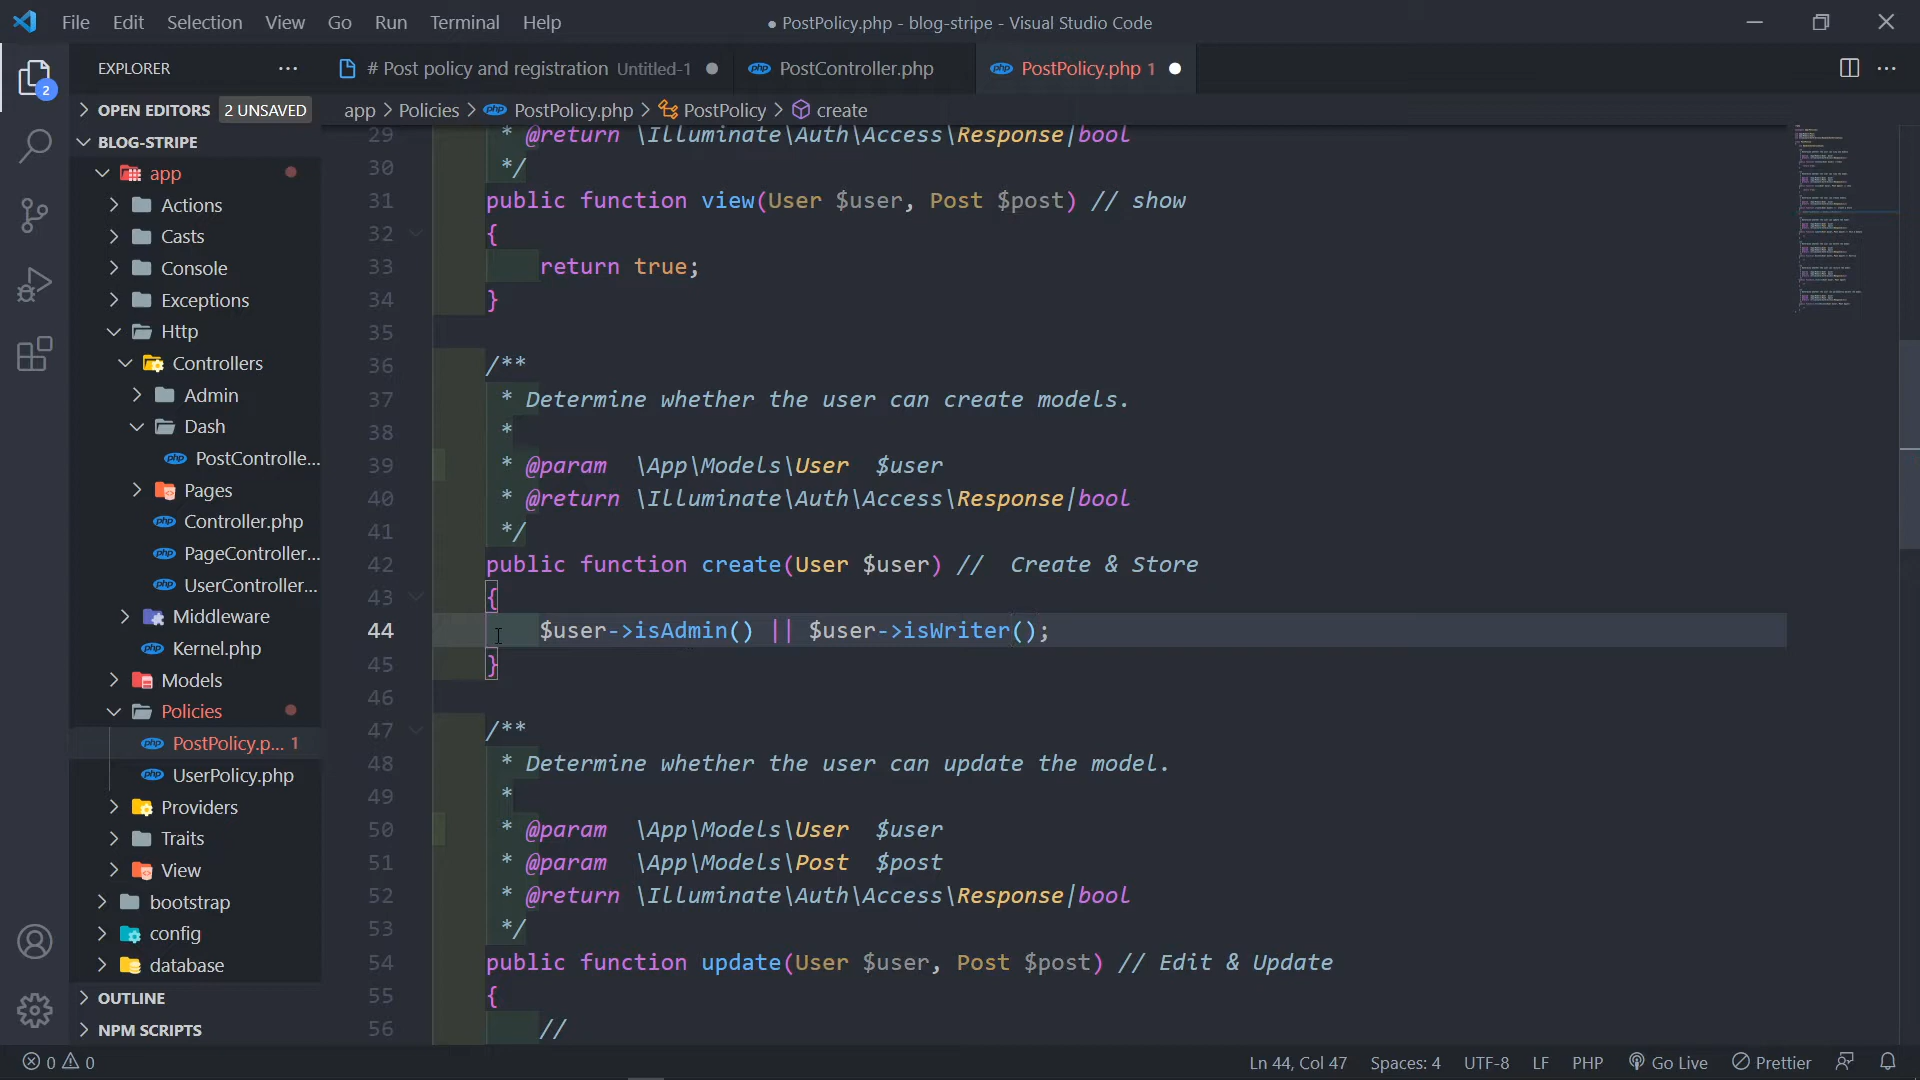 File Edit Selection View Go Run Terminal Help
● PostPolicy.php - blog-stripe - Visual Studio Code
EXPLORER ···
# Post policy and registration Untitled-1 ●
PostController.php
PostPolicy.php 1 ●
2
OPEN EDITORS 2 UNSAVED
app > Policies > PostPolicy.php > PostPolicy > create
BLOG-STRIPE
app
Actions
Casts
Console
Exceptions
Http
Controllers
Admin
Dash
PostControlle...
Pages
Controller.php
PageController...
UserController...
Middleware
Kernel.php
Models
Policies
PostPolicy.p... 1
UserPolicy.php
Providers
Traits
View
bootstrap
config
database
OUTLINE
NPM SCRIPTS
29 * @return \Illuminate\Auth\Access\Response|bool
30 */
31 public function view(User $user, Post $post) // show
32 {
33 return true;
34 }
35
36 /**
37 * Determine whether the user can create models.
38 *
39 * @param \App\Models\User $user
40 * @return \Illuminate\Auth\Access\Response|bool
41 */
42 public function create(User $user) // Create & Store
43 {
44 $user->isAdmin() || $user->isWriter();
45 }
46
47 /**
48 * Determine whether the user can update the model.
49 *
50 * @param \App\Models\User $user
51 * @param \App\Models\Post $post
52 * @return \Illuminate\Auth\Access\Response|bool
53 */
54 public function update(User $user, Post $post) // Edit & Update
55 {
56 //
0 0
Ln 44, Col 47 Spaces: 4 UTF-8 LF PHP Go Live Prettier